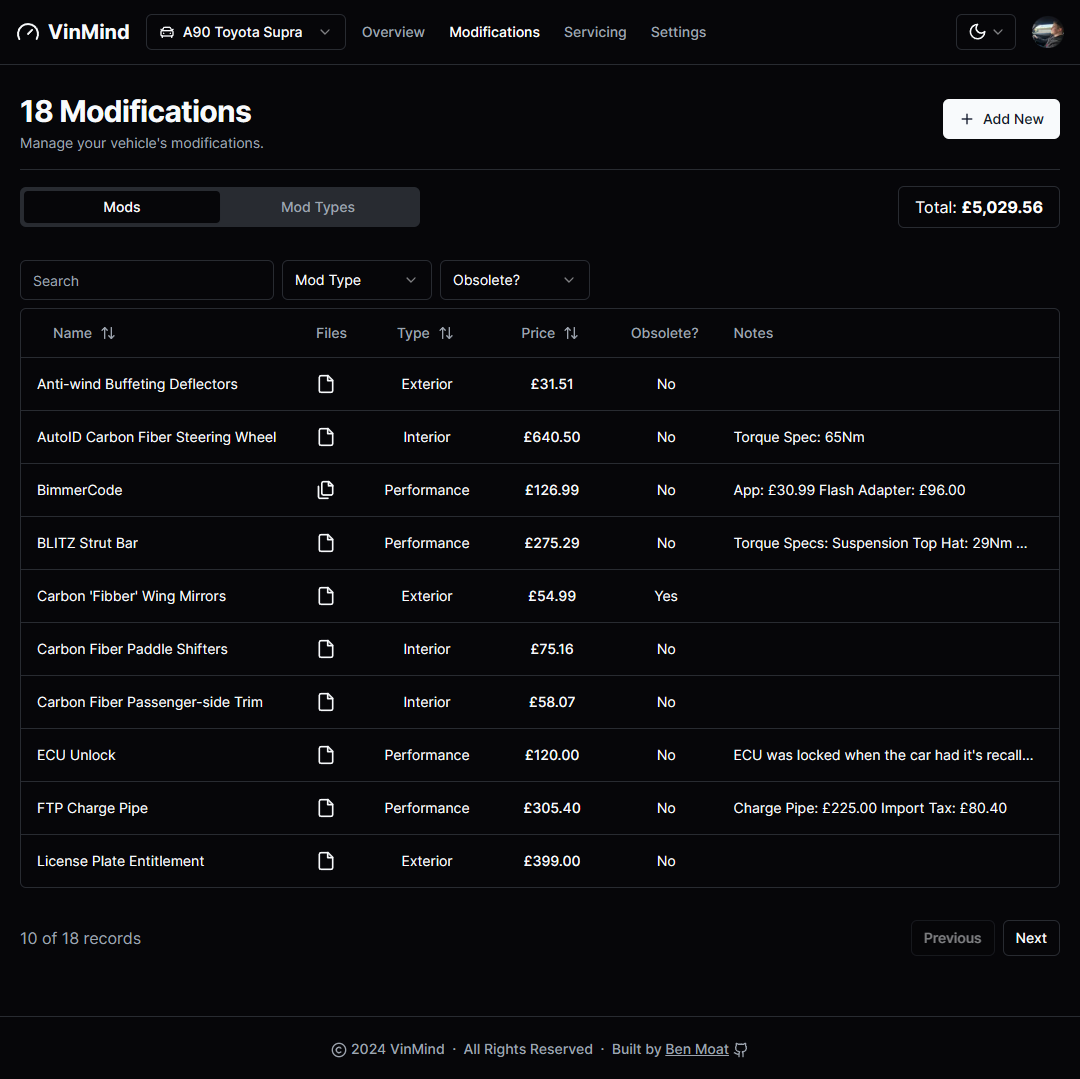 VinMind A90 Toyota Supra Overview Modifications Servicing Settings
18 Modifications
Manage your vehicle's modifications.
Add New
Mods Mod Types
Total: £5,029.56
Search Mod Type Obsolete?
Name Files Type Price Obsolete? Notes
Anti-wind Buffeting Deflectors Exterior £31.51 No
AutoID Carbon Fiber Steering Wheel Interior £640.50 No Torque Spec: 65Nm
BimmerCode Performance £126.99 No App: £30.99 Flash Adapter: £96.00
BLITZ Strut Bar Performance £275.29 No Torque Specs: Suspension Top Hat: 29Nm ...
Carbon 'Fibber' Wing Mirrors Exterior £54.99 Yes
Carbon Fiber Paddle Shifters Interior £75.16 No
Carbon Fiber Passenger-side Trim Interior £58.07 No
ECU Unlock Performance £120.00 No ECU was locked when the car had it's recall...
FTP Charge Pipe Performance £305.40 No Charge Pipe: £225.00 Import Tax: £80.40
License Plate Entitlement Exterior £399.00 No
10 of 18 records
Previous Next
© 2024 VinMind · All Rights Reserved · Built by Ben Moat